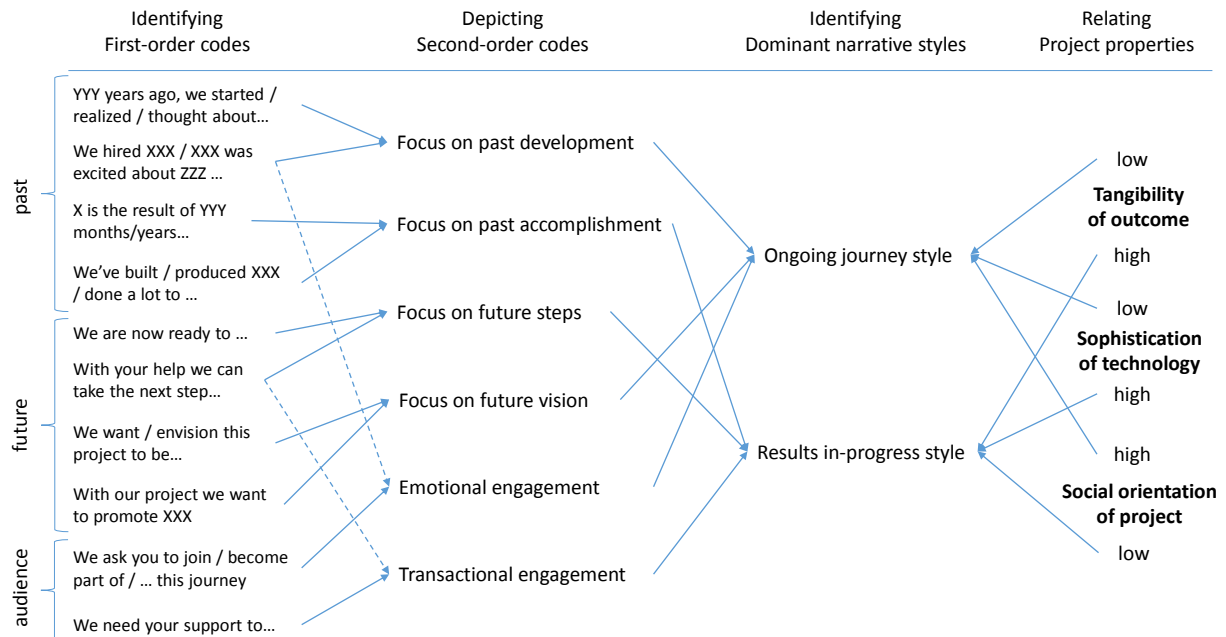 Identifying
First-order codes
Depicting
Second-order codes
Identifying
Dominant narrative styles
Relating
Project properties
past
YYY years ago, we started /
realized / thought about…
We hired XXX / XXX was
excited about ZZZ …
X is the result of YYY
months/years…
We’ve built / produced XXX
/ done a lot to …
future
We are now ready to …
With your help we can
take the next step…
We want / envision this
project to be…
With our project we want
to promote XXX
audience
We ask you to join / become
part of / … this journey
We need your support to…
Focus on past development
Focus on past accomplishment
Focus on future steps
Focus on future vision
Emotional engagement
Transactional engagement
Ongoing journey style
Results in-progress style
low
Tangibility
of outcome
high
low
Sophistication
of technology
high
high
Social orientation
of project
low